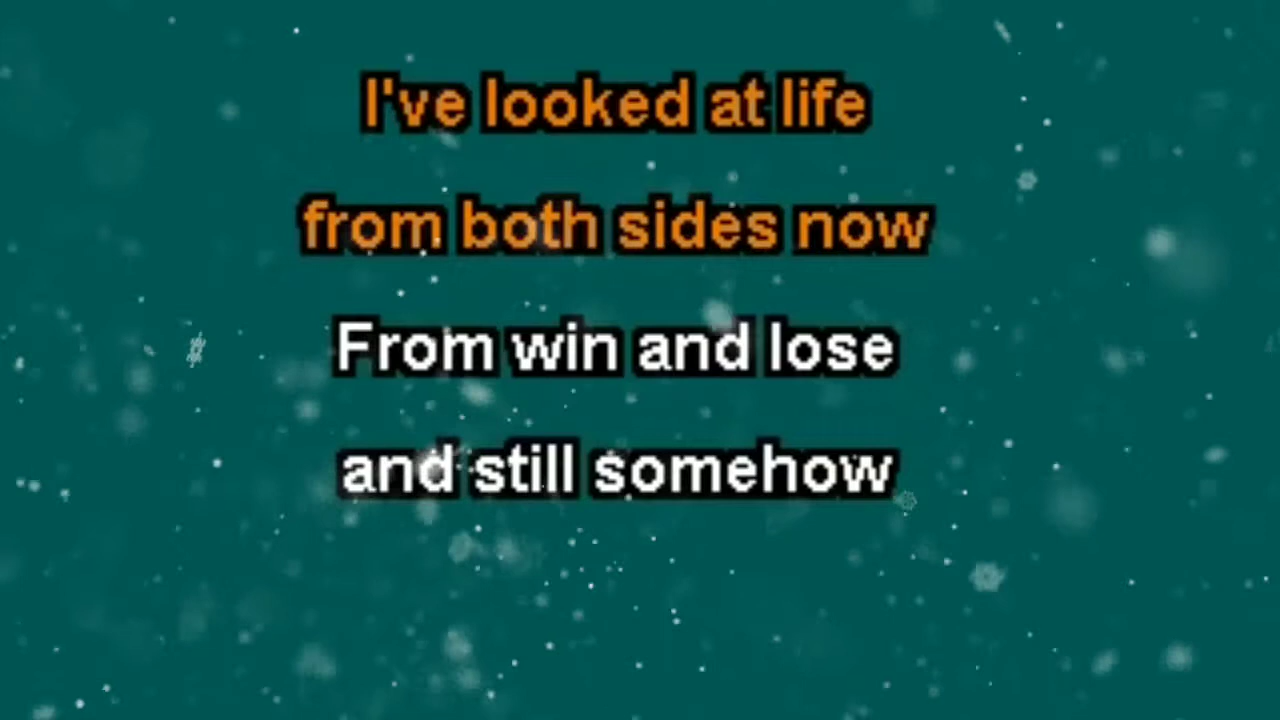 I've looked at life
from both sides now
From win and lose
and still somehow